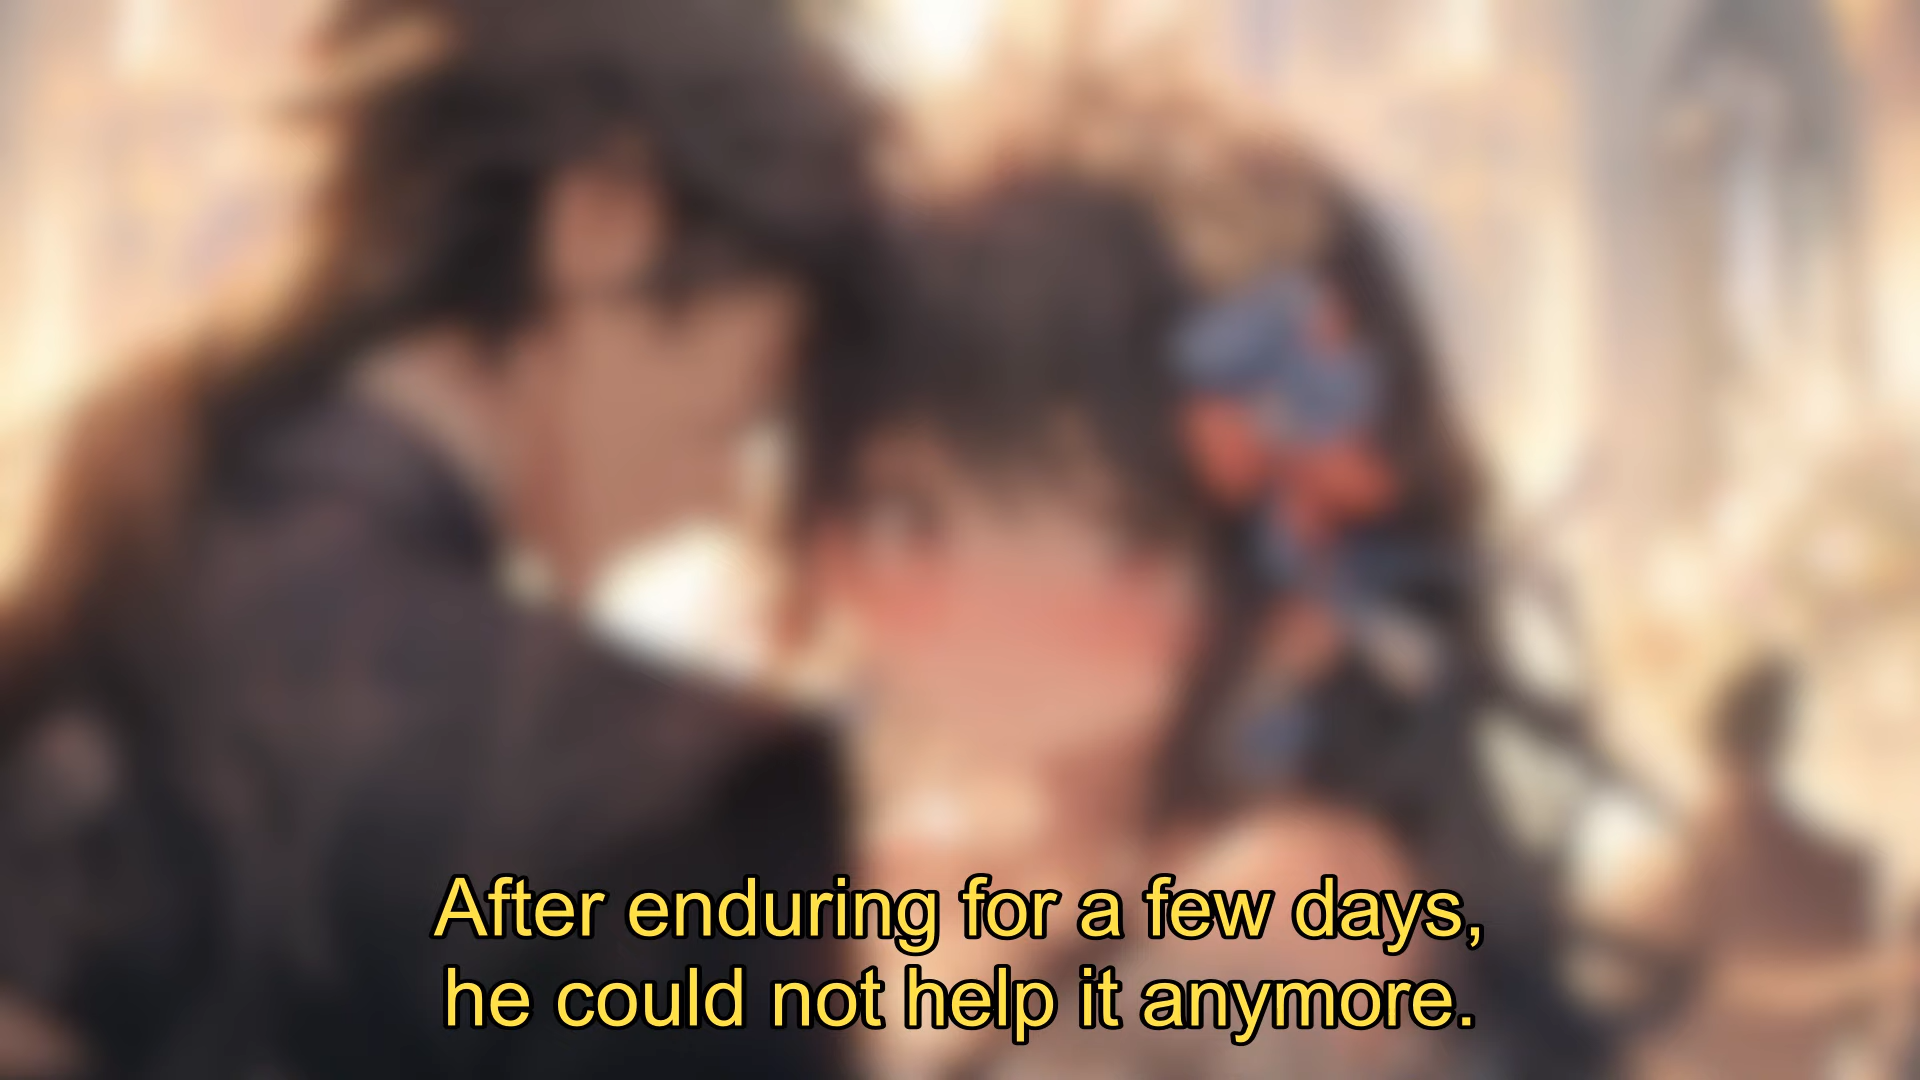 After enduring for a few days,
he could not help it anymore.